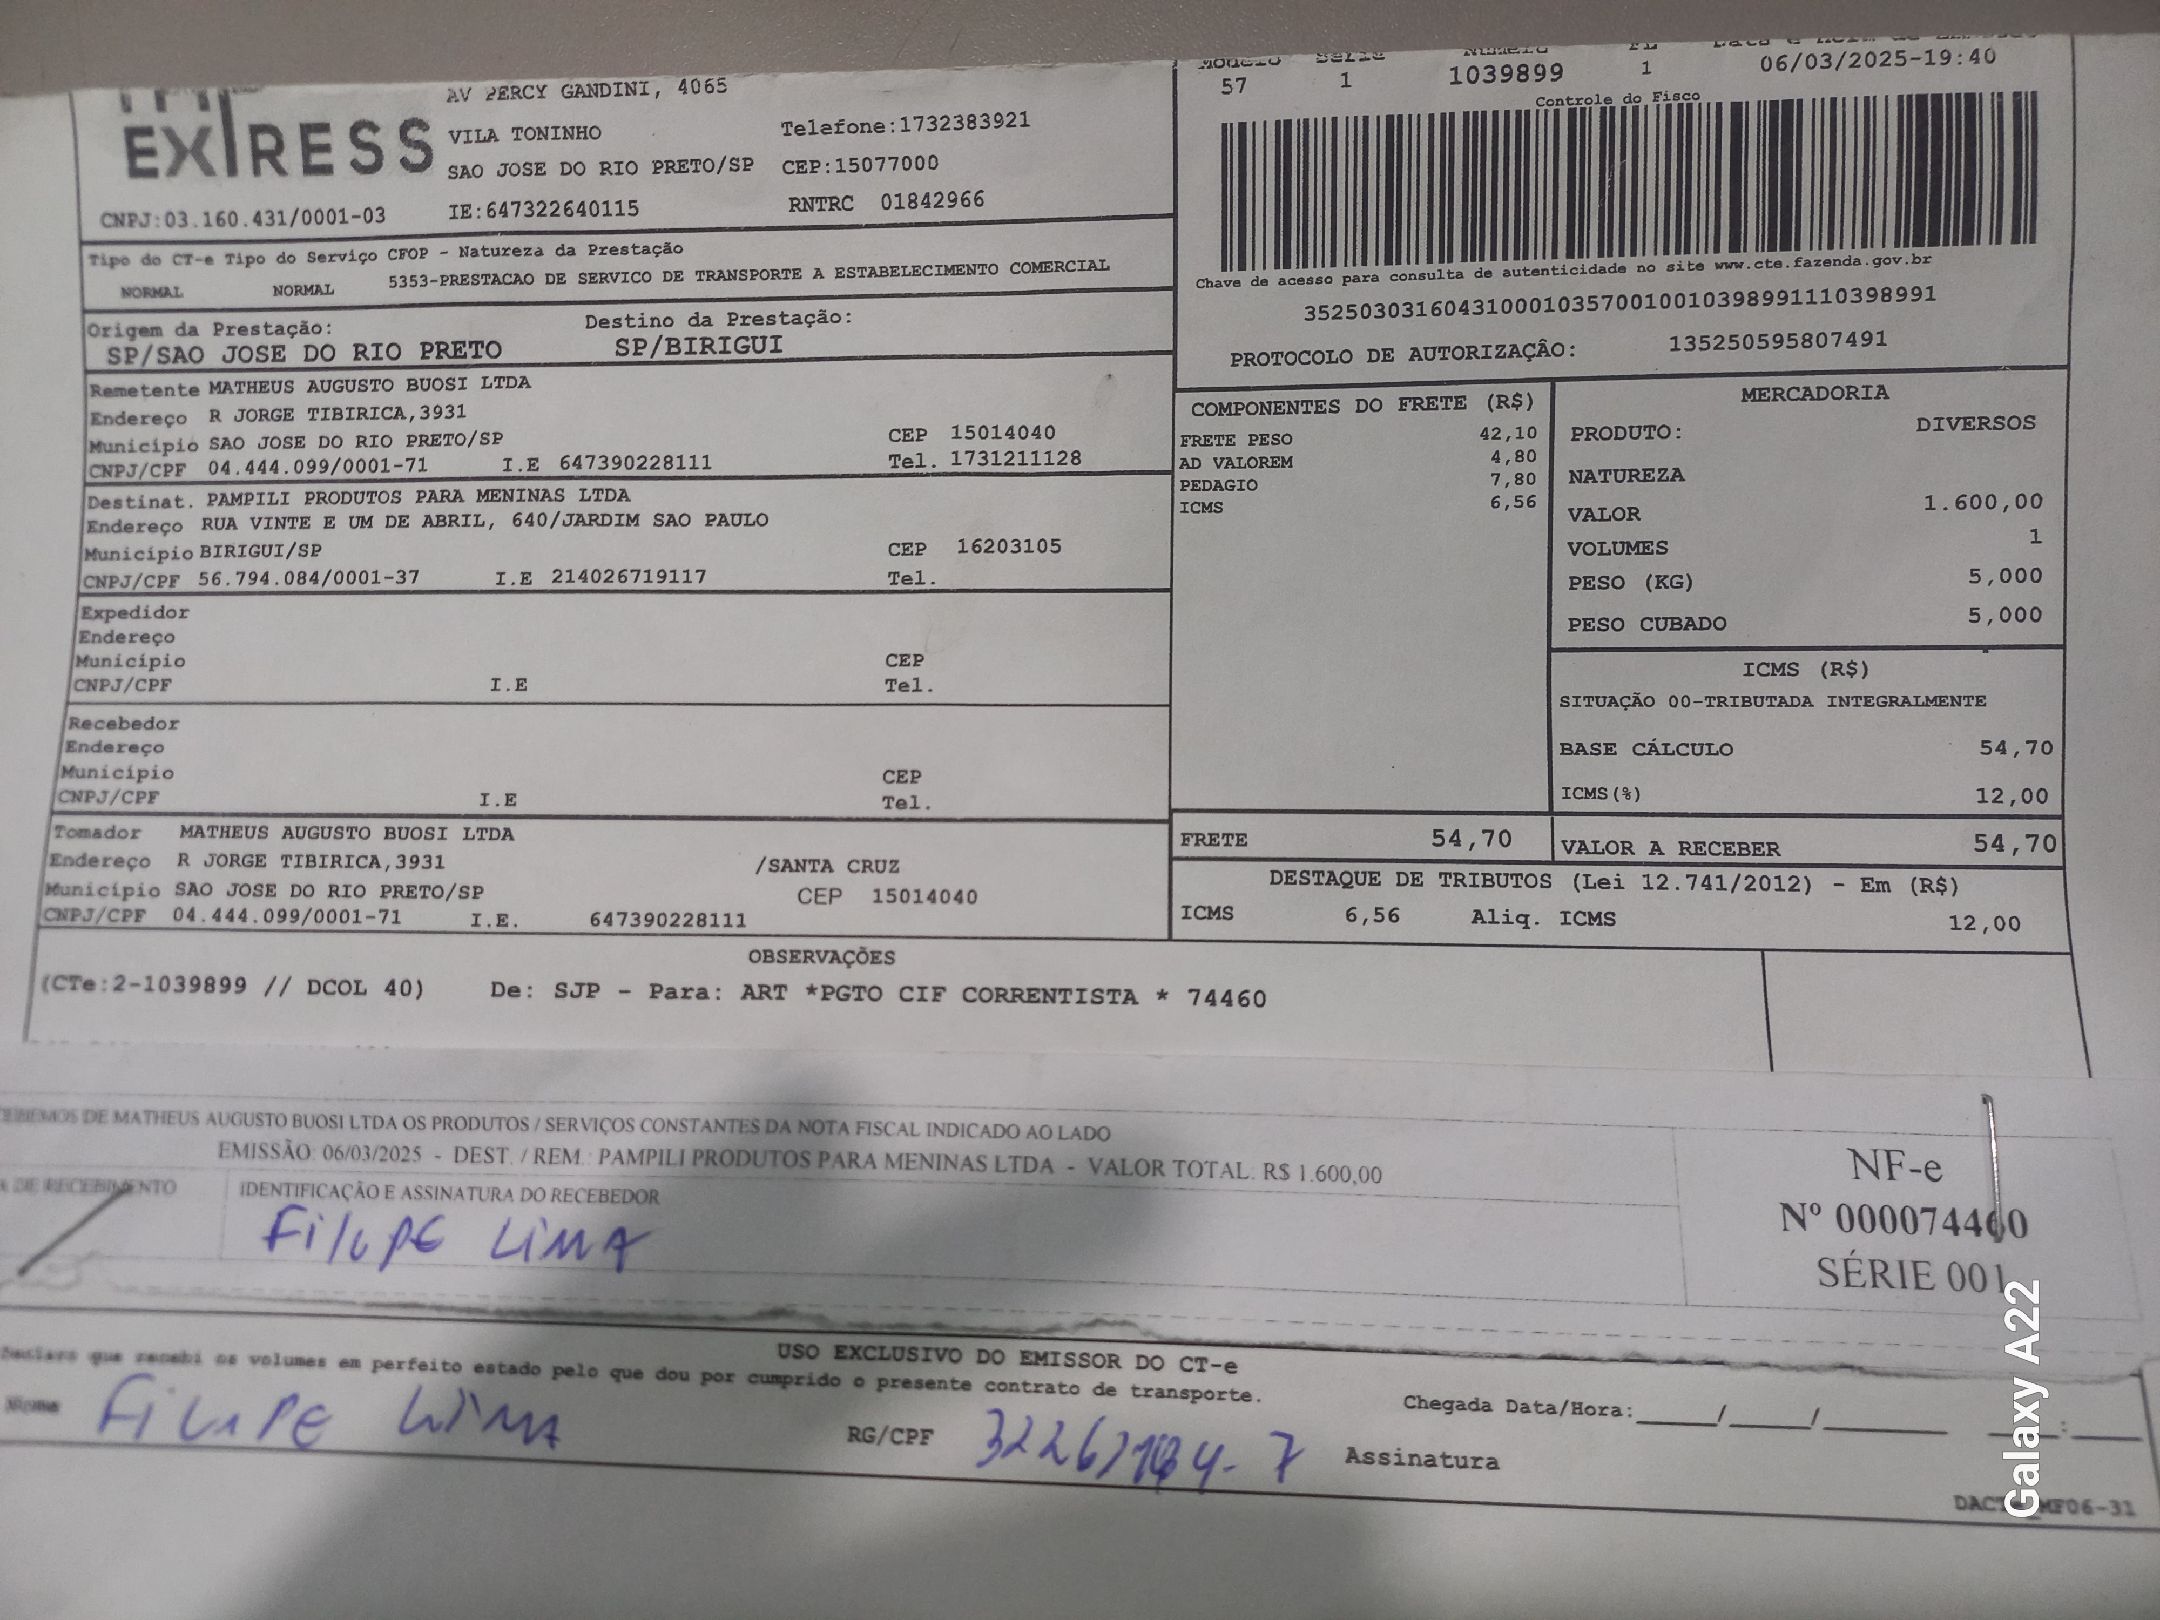 EXPRESS
AV PERCY GANDINI, 4065
VILA TONINHO Telefone:1732383921
SAO JOSE DO RIO PRETO/SP CEP:15077000
CNPJ:03.160.431/0001-03 IE:647322640115 RNTRC 01842966
Modelo Série Número FL Data e Hora de
57 1 1039899 1 06/03/2025-19:40
Controle do Fisco
Chave de acesso para consulta de autenticidade no site www.cte.fazenda.gov.br
35250303160431000103570010010398991110398991
PROTOCOLO DE AUTORIZAÇÃO: 135250595807491
Tipo do CT-e Tipo do Serviço CFOP - Natureza da Prestação
NORMAL NORMAL 5353-PRESTACAO DE SERVICO DE TRANSPORTE A ESTABELECIMENTO COMERCIAL
Origem da Prestação: Destino da Prestação:
SP/SAO JOSE DO RIO PRETO SP/BIRIGUI
Remetente MATHEUS AUGUSTO BUOSI LTDA
Endereço R JORGE TIBIRICA,3931
Município SAO JOSE DO RIO PRETO/SP CEP 15014040
CNPJ/CPF 04.444.099/0001-71 I.E 647390228111 Tel. 1731211128
Destinat. PAMPILI PRODUTOS PARA MENINAS LTDA
Endereço RUA VINTE E UM DE ABRIL, 640/JARDIM SAO PAULO
Município BIRIGUI/SP CEP 16203105
CNPJ/CPF 56.794.084/0001-37 I.E 214026719117 Tel.
Expedidor
Endereço
Município CEP
CNPJ/CPF I.E Tel.
Recebedor
Endereço
Município CEP
CNPJ/CPF I.E Tel.
Tomador MATHEUS AUGUSTO BUOSI LTDA
Endereço R JORGE TIBIRICA,3931 /SANTA CRUZ
Município SAO JOSE DO RIO PRETO/SP CEP 15014040
CNPJ/CPF 04.444.099/0001-71 I.E. 647390228111
COMPONENTES DO FRETE (R$)
FRETE PESO 42,10
AD VALOREM 4,80
PEDAGIO 7,80
ICMS 6,56
MERCADORIA
PRODUTO: DIVERSOS
NATUREZA
VALOR 1.600,00
VOLUMES 1
PESO (KG) 5,000
PESO CUBADO 5,000
ICMS (R$)
SITUAÇÃO 00-TRIBUTADA INTEGRALMENTE
BASE CÁLCULO 54,70
ICMS(%) 12,00
FRETE 54,70 VALOR A RECEBER 54,70
DESTAQUE DE TRIBUTOS (Lei 12.741/2012) - Em (R$)
ICMS 6,56 Aliq. ICMS 12,00
OBSERVAÇÕES
(CTe:2-1039899 // DCOL 40) De: SJP - Para: ART *PGTO CIF CORRENTISTA * 74460
DE MATHEUS AUGUSTO BUOSI LTDA OS PRODUTOS / SERVIÇOS CONSTANTES DA NOTA FISCAL INDICADO AO LADO
EMISSÃO: 06/03/2025 - DEST. / REM.: PAMPILI PRODUTOS PARA MENINAS LTDA - VALOR TOTAL: R$ 1.600,00
DE RECEBIMENTO IDENTIFICAÇÃO E ASSINATURA DO RECEBEDOR
FiliPE LiMA
NF-e
Nº 000074460
SÉRIE 001
USO EXCLUSIVO DO EMISSOR DO CT-e
Declaro que recebi os volumes em perfeito estado pelo que dou por cumprido o presente contrato de transporte.
Nome FiLiPE LiMA RG/CPF Chegada Data/Hora:____/____/______ ____:____
Assinatura
MF06-31
Galaxy A22